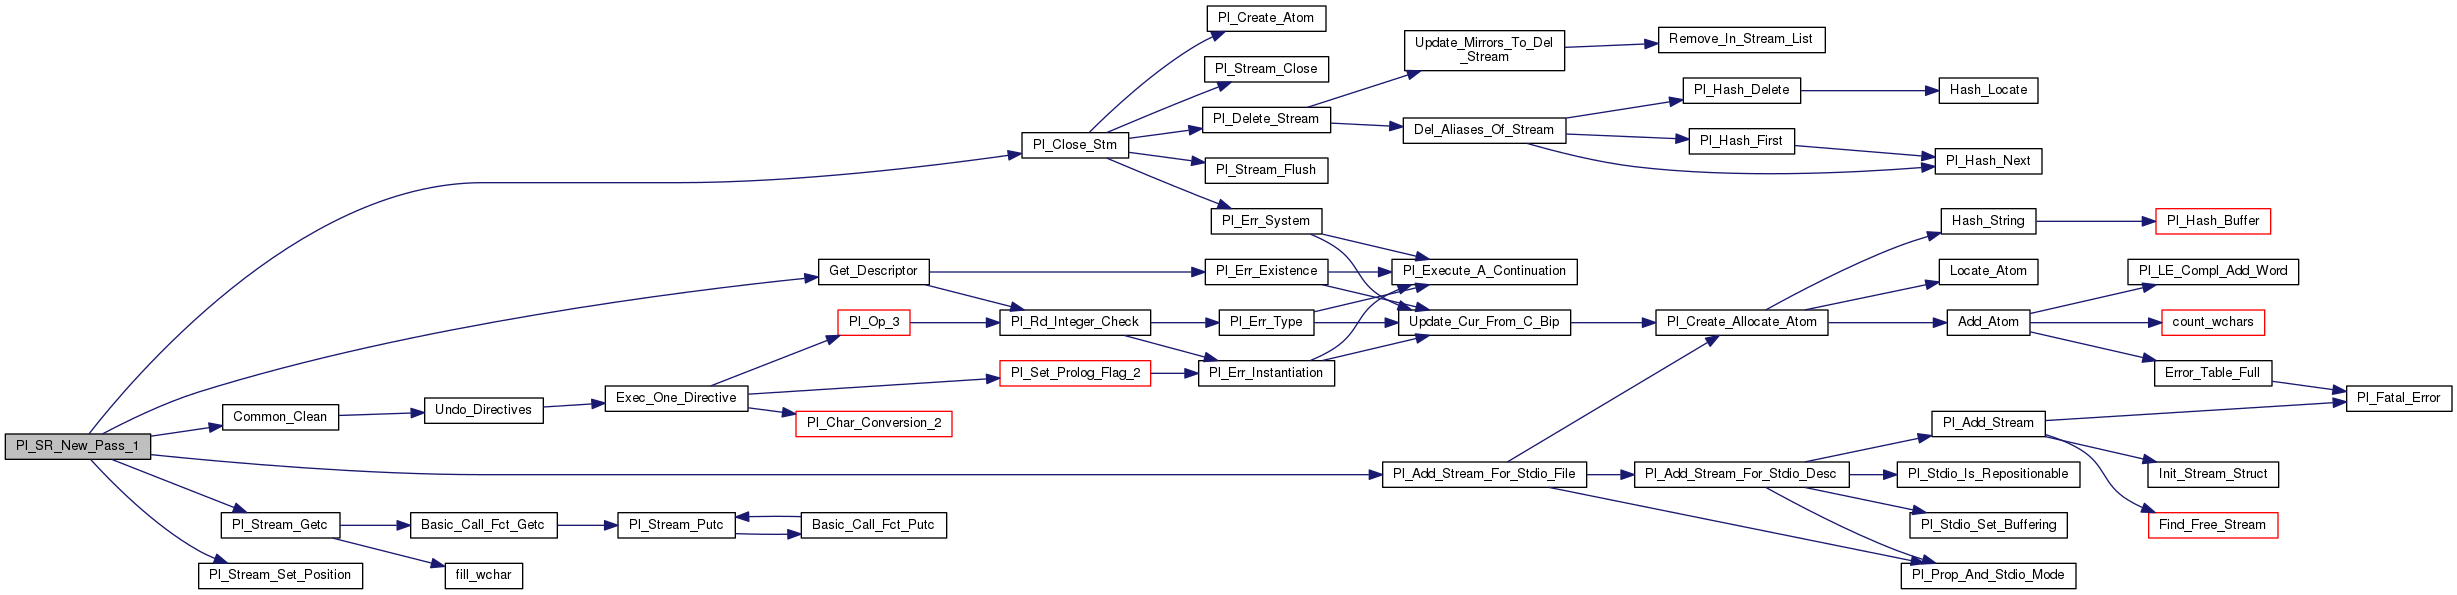 Pl_Create_Atom
Update_Mirrors_To_Del
_Stream
Remove_In_Stream_List
Pl_Stream_Close
Pl_Hash_Delete
Hash_Locate
Pl_Delete_Stream
Del_Aliases_Of_Stream
Pl_Close_Stm
Pl_Hash_First
Pl_Hash_Next
Pl_Stream_Flush
Pl_Err_System
Hash_String
Pl_Hash_Buffer
Get_Descriptor
Pl_Err_Existence
Pl_Execute_A_Continuation
Locate_Atom
Pl_LE_Compl_Add_Word
Pl_Op_3
Pl_Rd_Integer_Check
Pl_Err_Type
Update_Cur_From_C_Bip
Pl_Create_Allocate_Atom
Add_Atom
count_wchars
Pl_Set_Prolog_Flag_2
Pl_Err_Instantiation
Error_Table_Full
Exec_One_Directive
Pl_Fatal_Error
Common_Clean
Undo_Directives
Pl_Char_Conversion_2
Pl_Add_Stream
Pl_SR_New_Pass_1
Pl_Add_Stream_For_Stdio_File
Pl_Add_Stream_For_Stdio_Desc
Pl_Stdio_Is_Repositionable
Init_Stream_Struct
Pl_Stream_Getc
Basic_Call_Fct_Getc
Pl_Stream_Putc
Basic_Call_Fct_Putc
Pl_Stdio_Set_Buffering
Find_Free_Stream
Pl_Stream_Set_Position
fill_wchar
Pl_Prop_And_Stdio_Mode